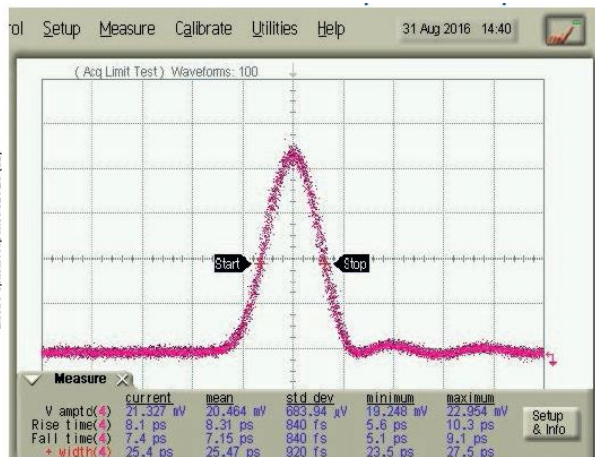 ol Setup Measure Calibrate Utilities Help 31 Aug 2016 14:40
( Acq Limit Test ) Waveforms: 100
Start Stop
Measure
current mean std dev minimum maximum
V amptd(4) 21.327 mV 20.464 mV 683.94 µV 19.248 mV 22.954 mV
Rise time(4) 8.1 ps 8.31 ps 840 fs 5.6 ps 10.3 ps
Fall time(4) 7.4 ps 7.15 ps 840 fs 5.1 ps 9.1 ps
+ width(4) 25.4 ps 25.47 ps 920 fs 23.5 ps 27.5 ps
Setup
& Info